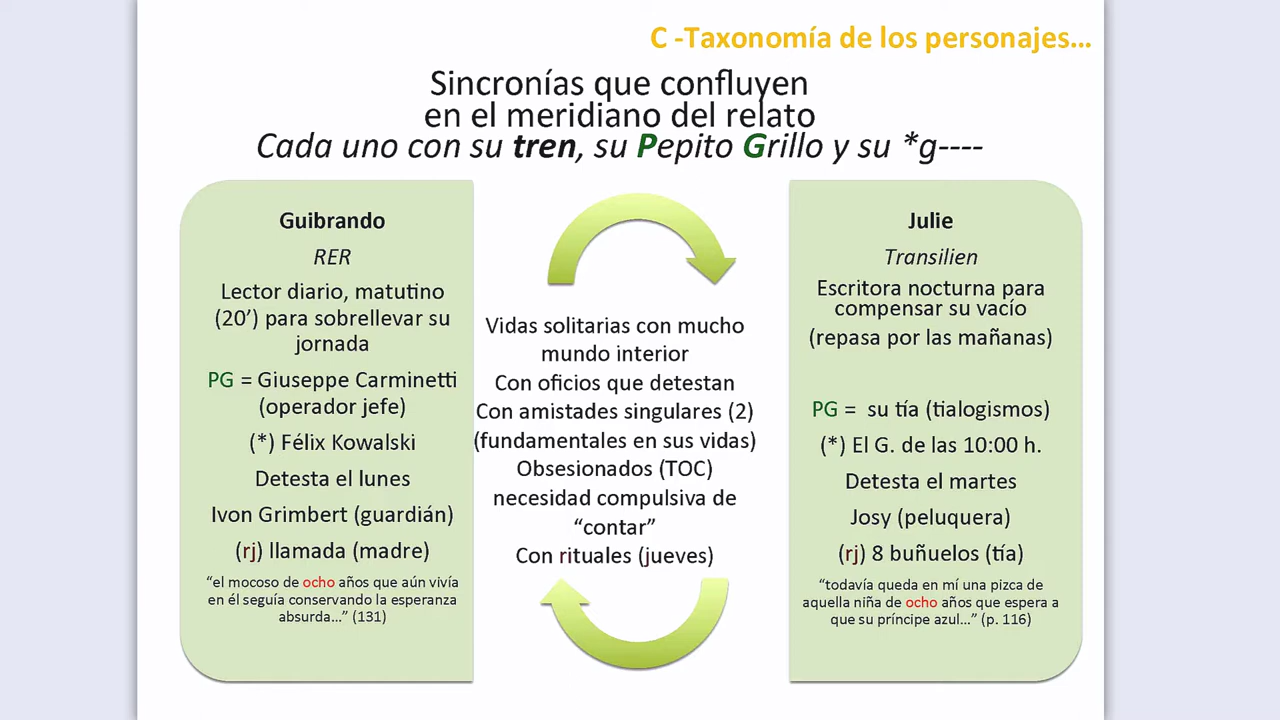 C -Taxonomía de los personajes...
Sincronías que confluyen
en el meridiano del relato
Cada uno con su tren, su Pepito Grillo y su *g----
Guibrando
RER
Lector diario, matutino
(20’) para sobrellevar su
jornada
PG = Giuseppe Carminetti
(operador jefe)
(*) Félix Kowalski
Detesta el lunes
Ivon Grimbert (guardián)
(rj) llamada (madre)
“el mocoso de ocho años que aún vivía
en él seguía conservando la esperanza
absurda...” (131)
Vidas solitarias con mucho
mundo interior
Con oficios que detestan
Con amistades singulares (2)
(fundamentales en sus vidas)
Obsesionados (TOC)
necesidad compulsiva de
“contar”
Con rituales (jueves)
Julie
Transilien
Escritora nocturna para
compensar su vacío
(repasa por las mañanas)
PG = su tía (tialogismos)
(*) El G. de las 10:00 h.
Detesta el martes
Josy (peluquera)
(rj) 8 buñuelos (tía)
“todavía queda en mí una pizca de
aquella niña de ocho años que espera a
que su príncipe azul...” (p. 116)